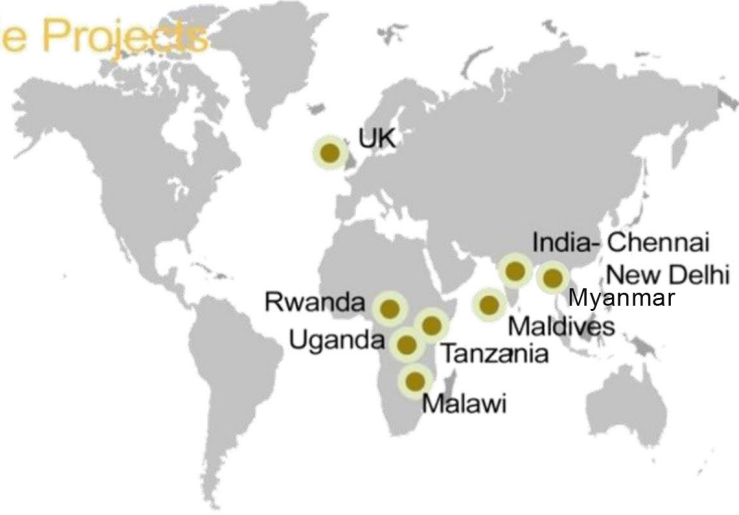 e Projects
UK
India- Chennai
New Delhi
Myanmar
Rwanda
Maldives
Uganda
Tanzania
Malawi